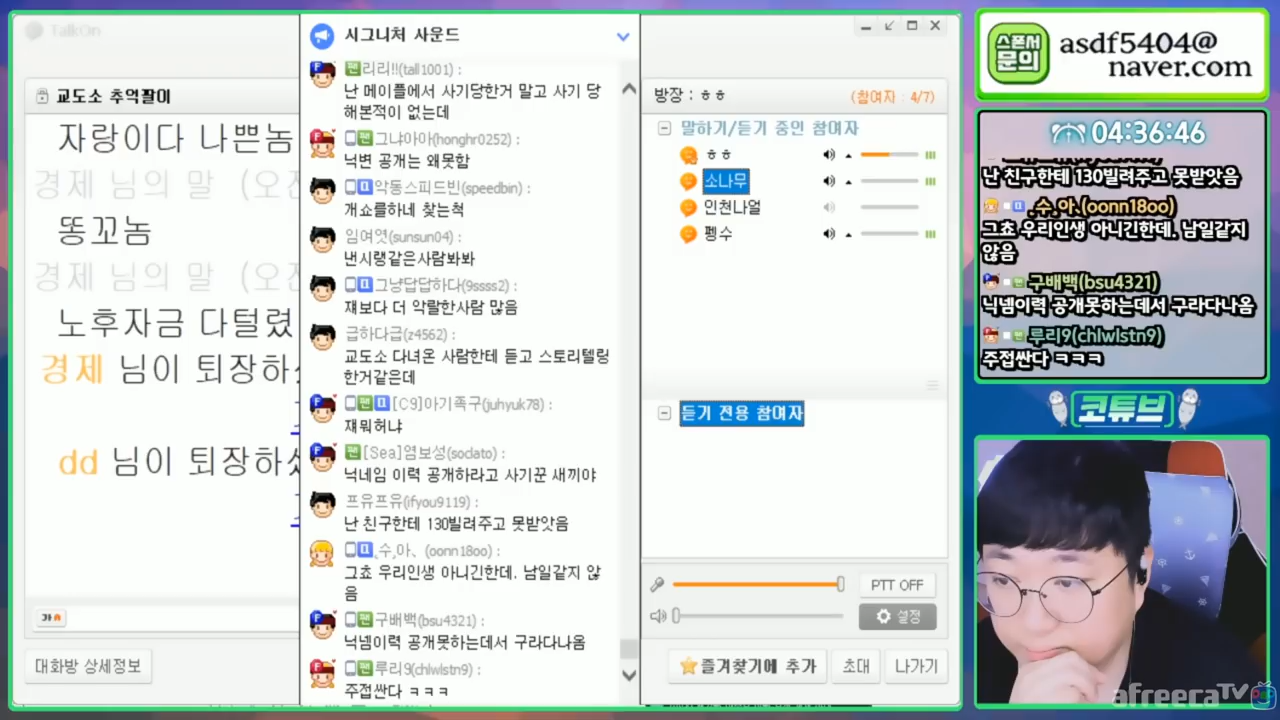 TalkOn
교도소 추억팔이
자랑이다 나쁜놈
경제 님의 말 (오전
똥꼬놈
경제 님의 말 (오전
노후자금 다털렸
경제 님이 퇴장하셨
dd 님이 퇴장하셨
가
대화방 상세정보
시그니처 사운드
팬 리리!!(tall1001) :
난 메이플에서 사기당한거 말고 사기 당
해본적이 없는데
팬 그냐아아(honghr0252) :
닉변 공개는 왜못함
악동스피드빈(speedbin) :
개쇼를하네 찾는척
임여엿(sunsun04) :
낸시랭같은사람봐봐
그냥답답하다(9ssss2) :
쟤보다 더 악랄한사람 많음
급하다급(z4562) :
교도소 다녀온 사람한테 듣고 스토리텔링
한거같은데
팬 [C9]아기족구(juhyuk78) :
쟤뭐허냐
팬 [Sea]염보성(sociato) :
닉네임 이력 공개하라고 사기꾼 새끼야
프유프유(ifyou9119) :
난 친구한테 130빌려주고 못받앗음
.수,아、(oonn18oo) :
그쵸 우리인생 아니긴한데. 남일같지 않
음
팬 구배백(bsu4321) :
닉넴이력 공개못하는데서 구라다나옴
팬 루리9(chlwlstn9) :
주접싼다 ㅋㅋㅋ
방장 : ㅎㅎ
(참여자 : 4/7)
말하기/듣기 중인 참여자
ㅎㅎ
소나무
인천나얼
펭수
듣기 전용 참여자
PTT OFF
설정
즐겨찾기에 추가
초대
나가기
스폰서
문의
asdf5404@
naver.com
04:36:46
난 친구한테 130빌려주고 못받앗음
.수,아.(oonn18oo)
그쵸 우리인생 아니긴한데. 남일같지
않음
구배백(bsu4321)
닉넴이력 공개못하는데서 구라다나옴
루리9(chlwlstn9)
주접싼다 ㅋㅋㅋ
코튜브
afreecaTV